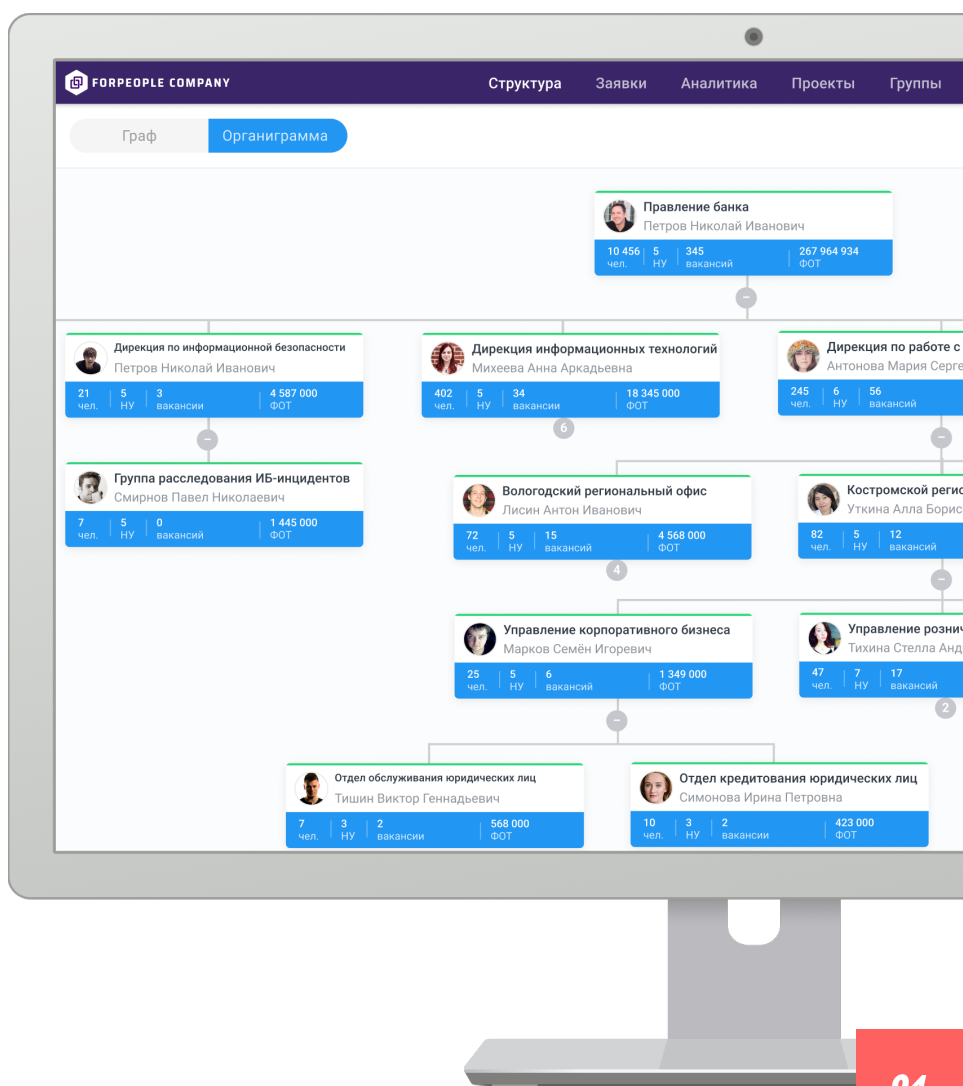 FORPEOPLE COMPANY
Структура Заявки Аналитика Проекты Группы
Граф Органиграмма
Правление банка
Петров Николай Иванович
10 456 5 345 267 964 934
чел. НУ вакансий ФОТ
Дирекция по информационной безопасности
Петров Николай Иванович
21 5 3 4 587 000
чел. НУ вакансии ФОТ
Дирекция информационных технологий
Михеева Анна Аркадьевна
402 5 34 18 345 000
чел. НУ вакансии ФОТ
6
Дирекция по работе с
Антонова Мария Серге
245 6 56
чел. НУ вакансий
Группа расследования ИБ-инцидентов
Смирнов Павел Николаевич
7 5 0 1 445 000
чел. НУ вакансий ФОТ
Вологодский региональный офис
Лисин Антон Иванович
72 5 15 4 568 000
чел. НУ вакансий ФОТ
4
Костромской регио
Уткина Алла Борис
82 5 12
чел. НУ вакансий
Управление корпоративного бизнеса
Марков Семён Игоревич
25 5 6 1 349 000
чел. НУ вакансий ФОТ
Управление рознич
Тихина Стелла Анд
47 7 17
чел. НУ вакансий
2
Отдел обслуживания юридических лиц
Тишин Виктор Геннадьевич
7 3 2 568 000
чел. НУ вакансии ФОТ
Отдел кредитования юридических лиц
Симонова Ирина Петровна
10 3 2 423 000
чел. НУ вакансии ФОТ